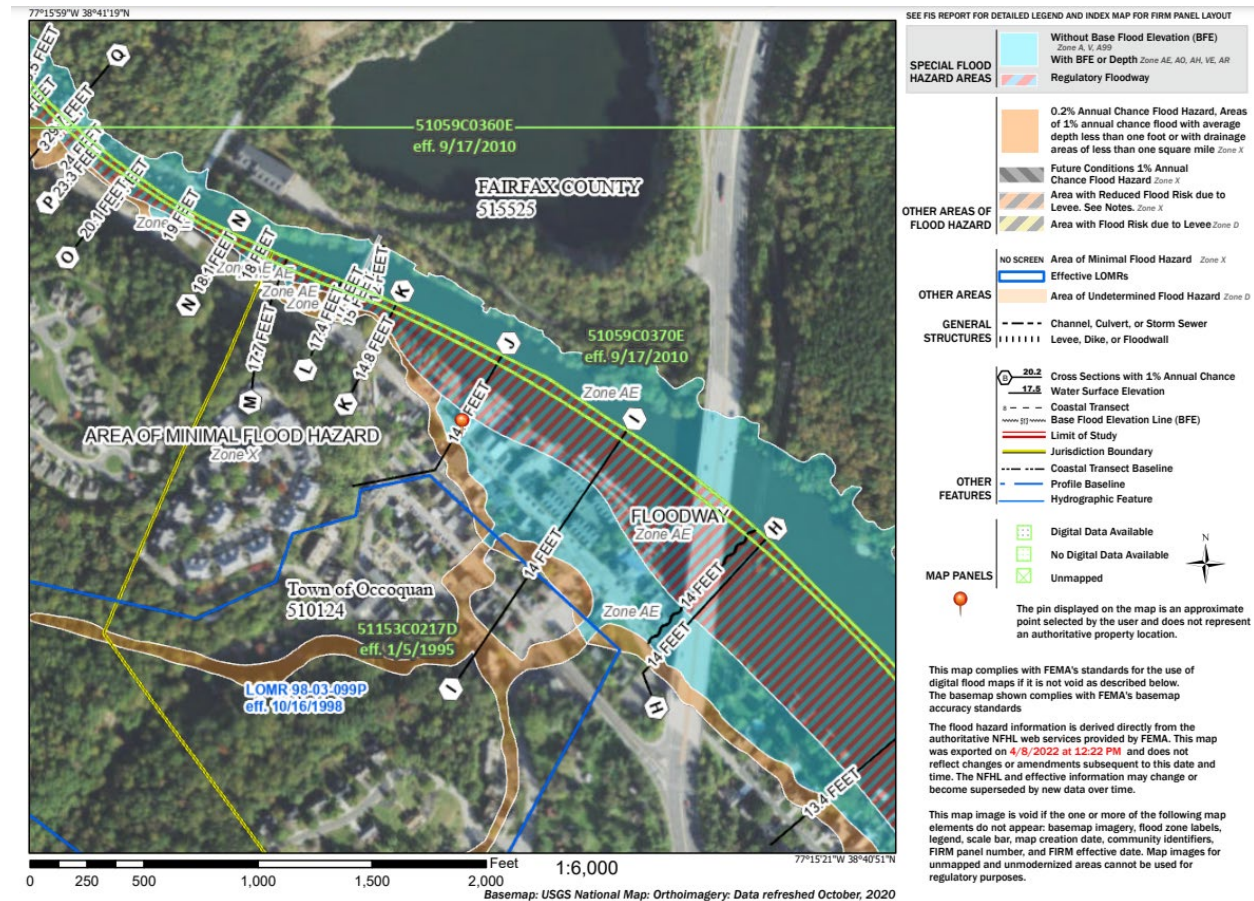 77°15'59"W 38°41'19"N
SEE FIS REPORT FOR DETAILED LEGEND AND INDEX MAP FOR FIRM PANEL LAYOUT
SPECIAL FLOOD
HAZARD AREAS
Without Base Flood Elevation (BFE)
Zone A, V, A99
With BFE or Depth Zone AE, AO, AH, VE, AR
Regulatory Floodway
OTHER AREAS OF
FLOOD HAZARD
0.2% Annual Chance Flood Hazard, Areas
of 1% annual chance flood with average
depth less than one foot or with drainage
areas of less than one square mile Zone X
Future Conditions 1% Annual
Chance Flood Hazard Zone X
Area with Reduced Flood Risk due to
Levee. See Notes. Zone X
Area with Flood Risk due to Levee Zone D
OTHER AREAS
NO SCREEN Area of Minimal Flood Hazard Zone X
Effective LOMRs
Area of Undetermined Flood Hazard Zone D
GENERAL
STRUCTURES
Channel, Culvert, or Storm Sewer
Levee, Dike, or Floodwall
OTHER
FEATURES
B 20.2 Cross Sections with 1% Annual Chance
17.5 Water Surface Elevation
8 Coastal Transect
513 Base Flood Elevation Line (BFE)
Limit of Study
Jurisdiction Boundary
Coastal Transect Baseline
Profile Baseline
Hydrographic Feature
MAP PANELS
Digital Data Available
No Digital Data Available
Unmapped
N
The pin displayed on the map is an approximate
point selected by the user and does not represent
an authoritative property location.
This map complies with FEMA's standards for the use of
digital flood maps if it is not void as described below.
The basemap shown complies with FEMA's basemap
accuracy standards
The flood hazard information is derived directly from the
authoritative NFHL web services provided by FEMA. This map
was exported on 4/8/2022 at 12:22 PM and does not
reflect changes or amendments subsequent to this date and
time. The NFHL and effective information may change or
become superseded by new data over time.
This map image is void if the one or more of the following map
elements do not appear: basemap imagery, flood zone labels,
legend, scale bar, map creation date, community identifiers,
FIRM panel number, and FIRM effective date. Map images for
unmapped and unmodernized areas cannot be used for
regulatory purposes.
51059C0360E
eff. 9/17/2010
FAIRFAX COUNTY
515525
51059C0370E
eff. 9/17/2010
Q
P
23.3 FEET
O
20.1 FEET
19 FEET
N
N
18.1 FEET
18 FEET
Zone AE
M
17.7 FEET
L
17.4 FEET
15 FEET
K
K
14.8 FEET
J
I
Zone AE
AREA OF MINIMAL FLOOD HAZARD
Zone X
FLOODWAY
Zone AE
H
14 FEET
14 FEET
14 FEET
Zone AE
H
I
Town of Occoquan
510124
51153C0217D
eff. 1/5/1995
LOMR 98-03-099P
eff. 10/16/1998
13.4 FEET
77°15'21"W 38°40'51"N
Feet
1:6,000
0 250 500 1,000 1,500 2,000
Basemap: USGS National Map: Orthoimagery: Data refreshed October, 2020